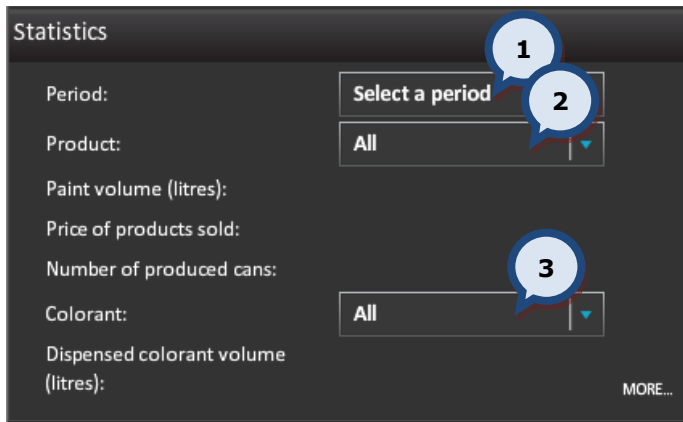 Statistics
1
Period: Select a period
2
Product: All
Paint volume (litres):
Price of products sold:
Number of produced cans:
3
Colorant: All
Dispensed colorant volume
(litres):
MORE...